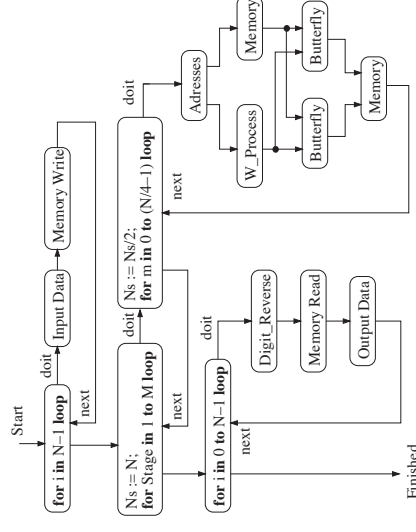 Start
for i in N–1 loop
doit
next
Input Data
Memory Write
Ns := N;
for Stage in 1 to M loop
doit
next
Ns := Ns/2;
for m in 0 to (N/4–1) loop
doit
next
Adresses
W_Process
Memory
Butterfly
Butterfly
Memory
for i in 0 to N–1 loop
doit
next
Digit_Reverse
Memory Read
Output Data
Finished